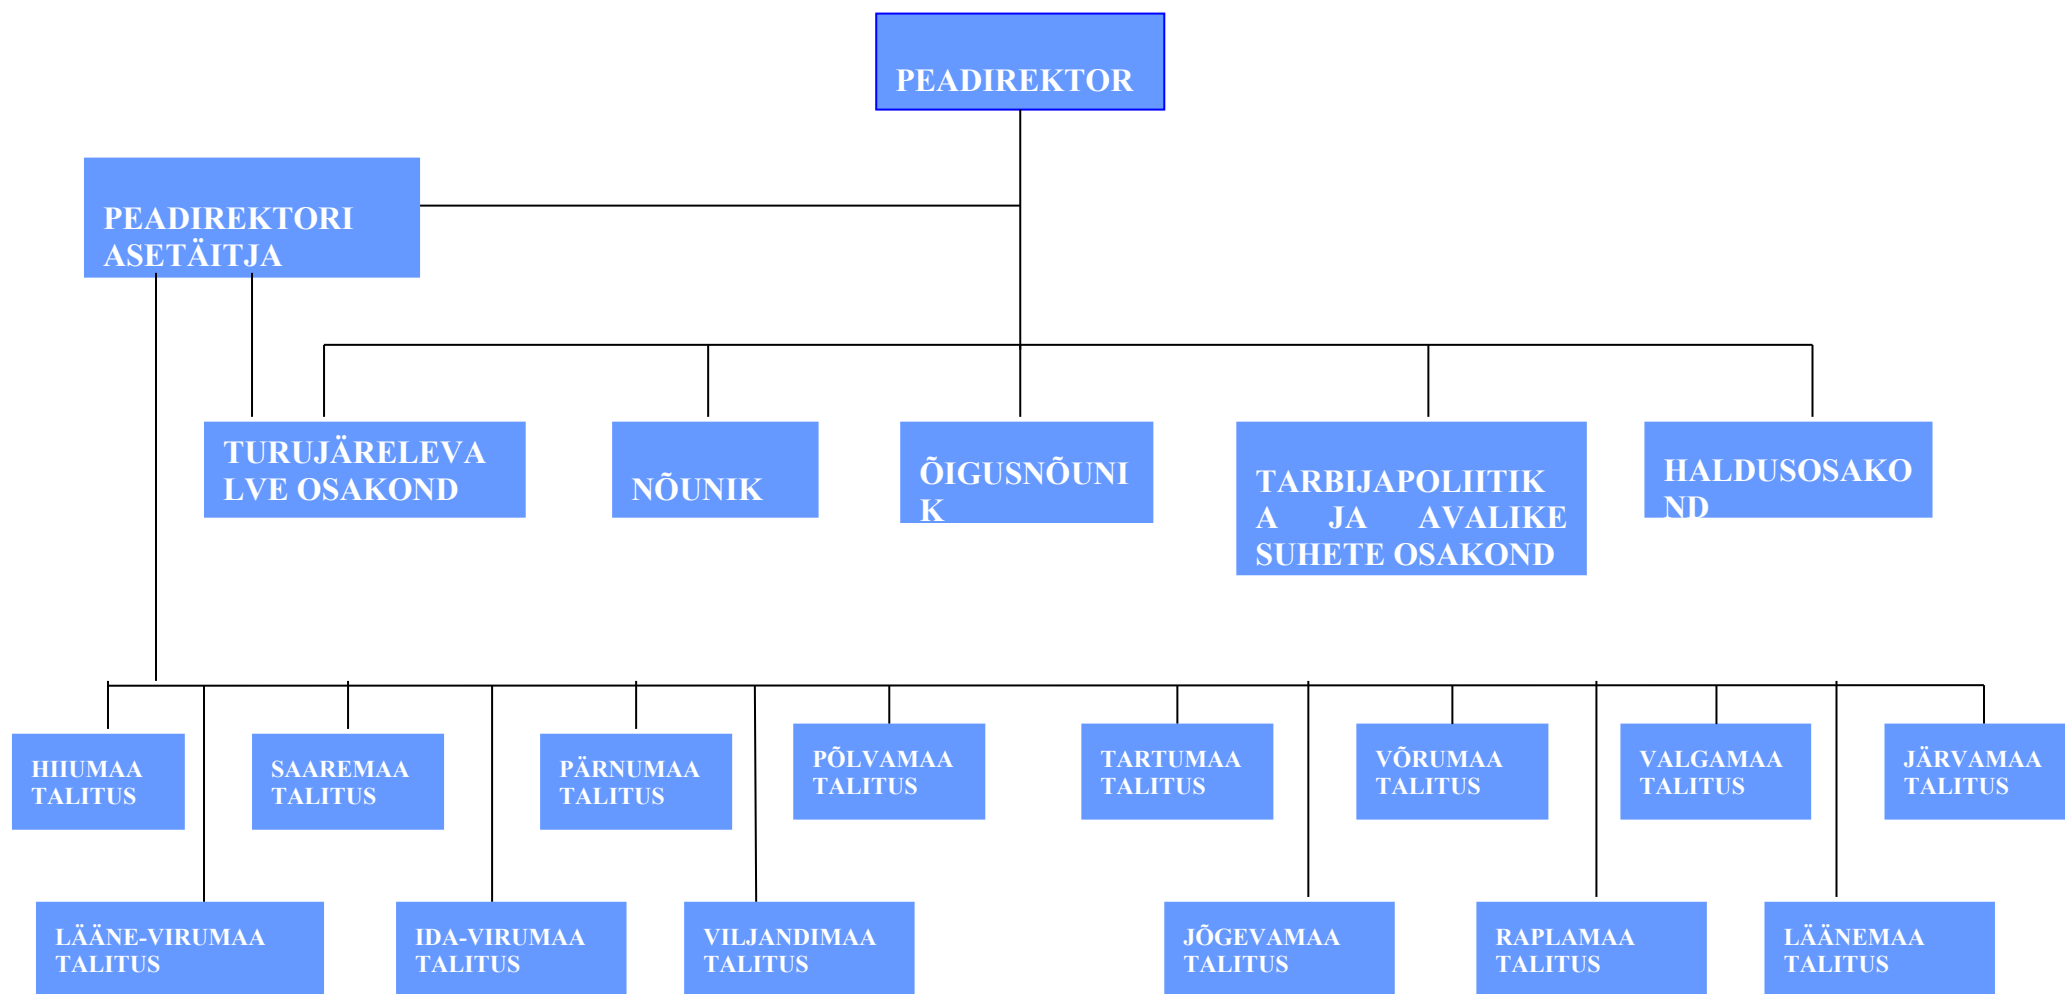 PEADIREKTOR
PEADIREKTORI
ASETÄITJA
TURUJÄRELEVA
LVE OSAKOND
NÕUNIK
ÕIGUSNÕUNI
K
TARBIJAPOLIITIK
A JA AVALIKE
SUHETE OSAKOND
HALDUSOSAKO
ND
HIIUMAA
TALITUS
SAAREMAA
TALITUS
PÄRNUMAA
TALITUS
PÕLVAMAA
TALITUS
TARTUMAA
TALITUS
VÕRUMAA
TALITUS
VALGAMAA
TALITUS
JÄRVAMAA
TALITUS
LÄÄNE-VIRUMAA
TALITUS
IDA-VIRUMAA
TALITUS
VILJANDIMAA
TALITUS
JÕGEVAMAA
TALITUS
RAPLAMAA
TALITUS
LÄÄNEMAA
TALITUS